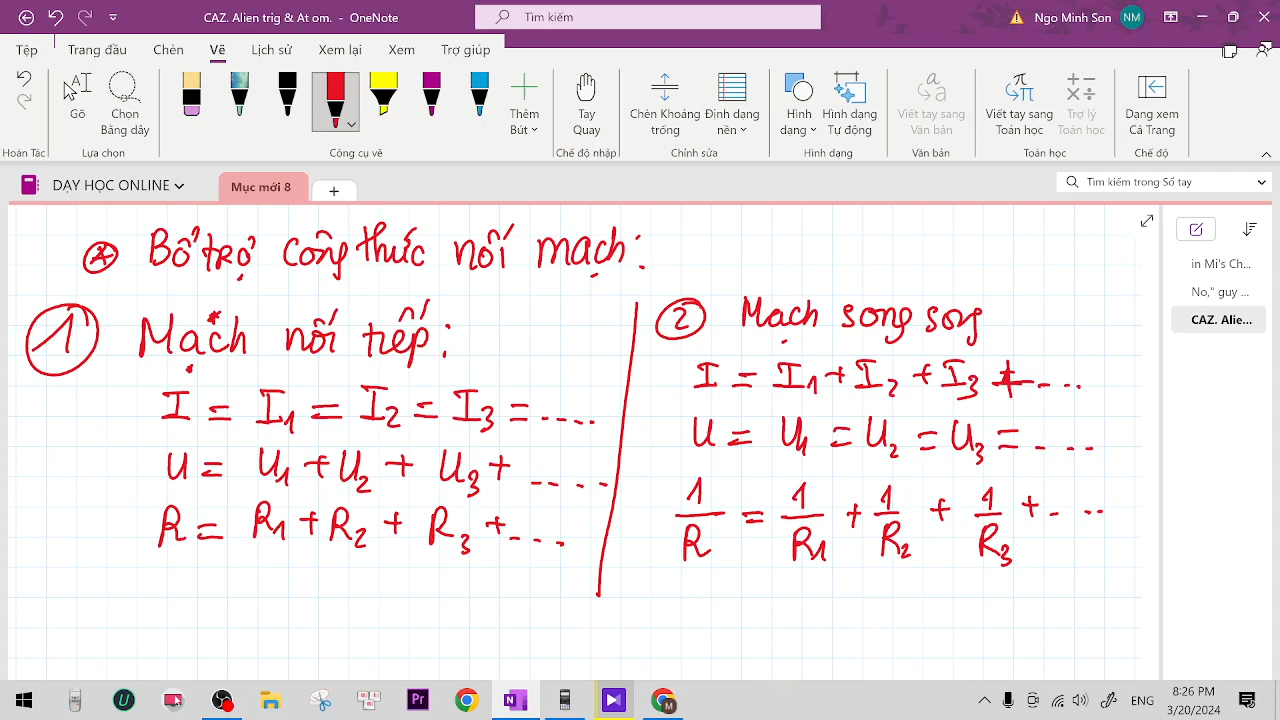 CAZ. Alieng & At om. - OneNote
Tìm kiếm
Ngo Minh Son
NM
Tệp
Trang đầu
Chèn
Vẽ
Lịch sử
Xem lại
Xem
Trợ giúp
Gõ
Chọn Bằng dây
Thêm Bút
Tay Quay
Chèn Khoảng trống
Định dạng nền
Hình dạng
Hình dạng Tự động
Viết tay sang Văn bản
Viết tay sang Toán học
Trợ lý Toán học
Dạng xem Cả Trang
Hoàn Tác
Lựa chọn
Công cụ vẽ
Chế độ nhập
Chỉnh sửa
Hình dạng
Văn bản
Toán học
Chế độ
DẠY HỌC ONLINE
Mục mới 8
+
Tìm kiếm trong Sổ tay
in Mi's Ch...
No," guy ...
CAZ. Alie...
Bổ trợ công thức nối mạch:
1 Mạch nối tiếp:
I = I1 = I2 = I3 = ....
U = U1 + U2 + U3 + ....
R = R1 + R2 + R3 + ....
2 Mạch song song
I = I1 + I2 + I3 + ...
U = U1 = U2 = U3 = ....
1/R = 1/R1 + 1/R2 + 1/R3 + ...
Pr
M
ENG
8:26 PM
3/20/2024